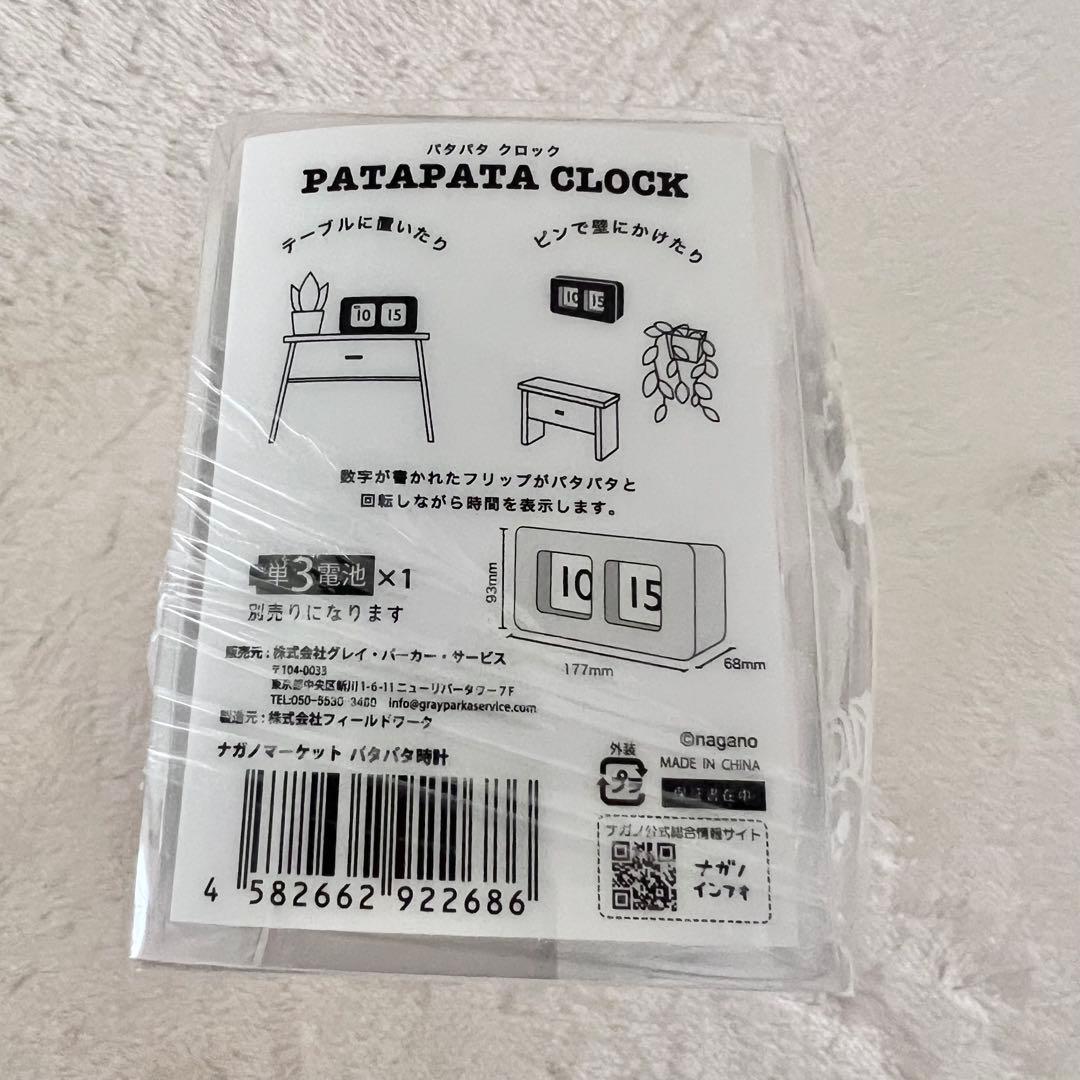 パタパタ クロック
PATAPATA CLOCK
テーブルに置いたり
ピンで壁にかけたり
10 15
10 15
数字が書かれたフリップがパタパタと
回転しながら時間を表示します。
単3電池×1
別売りになります
93mm
10 15
177mm
68mm
販売元：株式会社グレイ・パーカー・サービス
〒104-0033
東京都中央区新川1-6-11ニューリバータワー7F
TEL:050-5530-3480 info@grayparkaservice.com
製造元：株式会社フィールドワーク
ナガノマーケット パタパタ時計
©nagano
外装
プラ
MADE IN CHINA
保証書在中
ナガノ公式総合情報サイト
ナガノ
インフォ
4 582662 922686